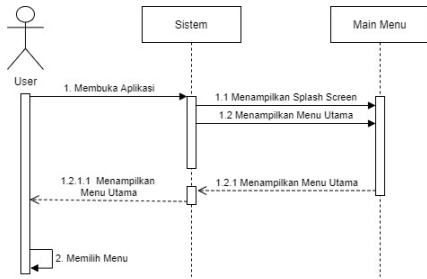 Sistem
Main Menu
User
1. Membuka Aplikasi
1.1 Menampilkan Splash Screen
1.2 Menampilkan Menu Utama
1.2.1.1 Menampilkan
Menu Utama
1.2.1 Menampilkan Menu Utama
2. Memilih Menu